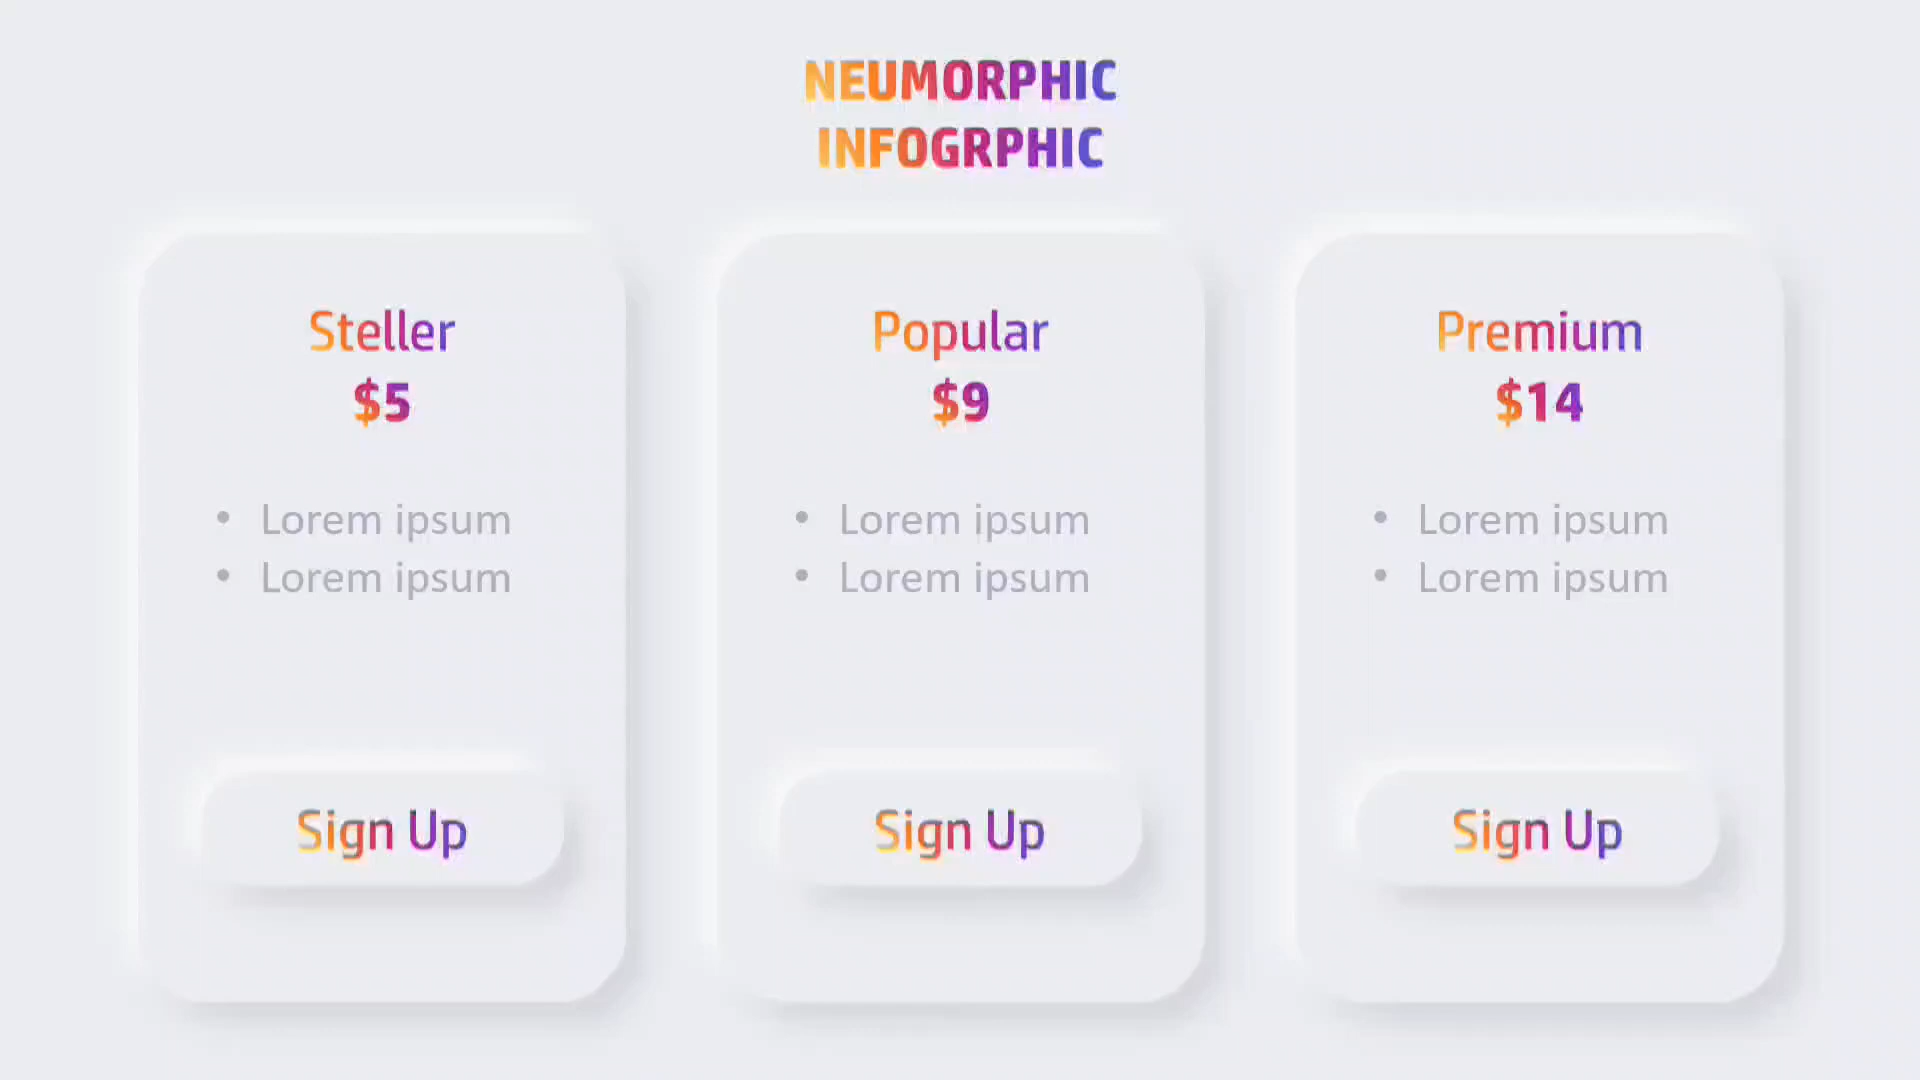 NEUMORPHIC
INFOGRPHIC
Steller
$5
• Lorem ipsum
• Lorem ipsum
Sign Up
Popular
$9
• Lorem ipsum
• Lorem ipsum
Sign Up
Premium
$14
• Lorem ipsum
• Lorem ipsum
Sign Up